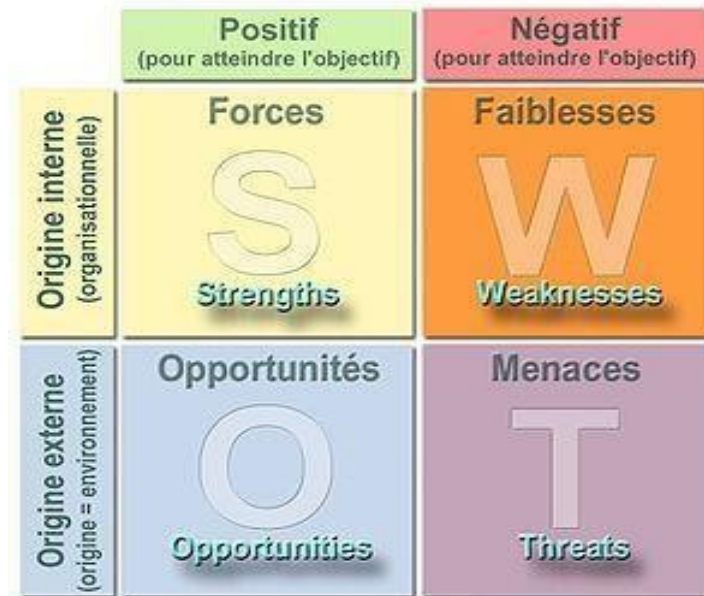 Positif
(pour atteindre l'objectif)
Négatif
(pour atteindre l'objectif)
Origine interne
(organisationnelle)
Forces
S
Strengths
Faiblesses
W
Weaknesses
Origine externe
(origine = environnement)
Opportunités
O
Opportunities
Menaces
T
Threats